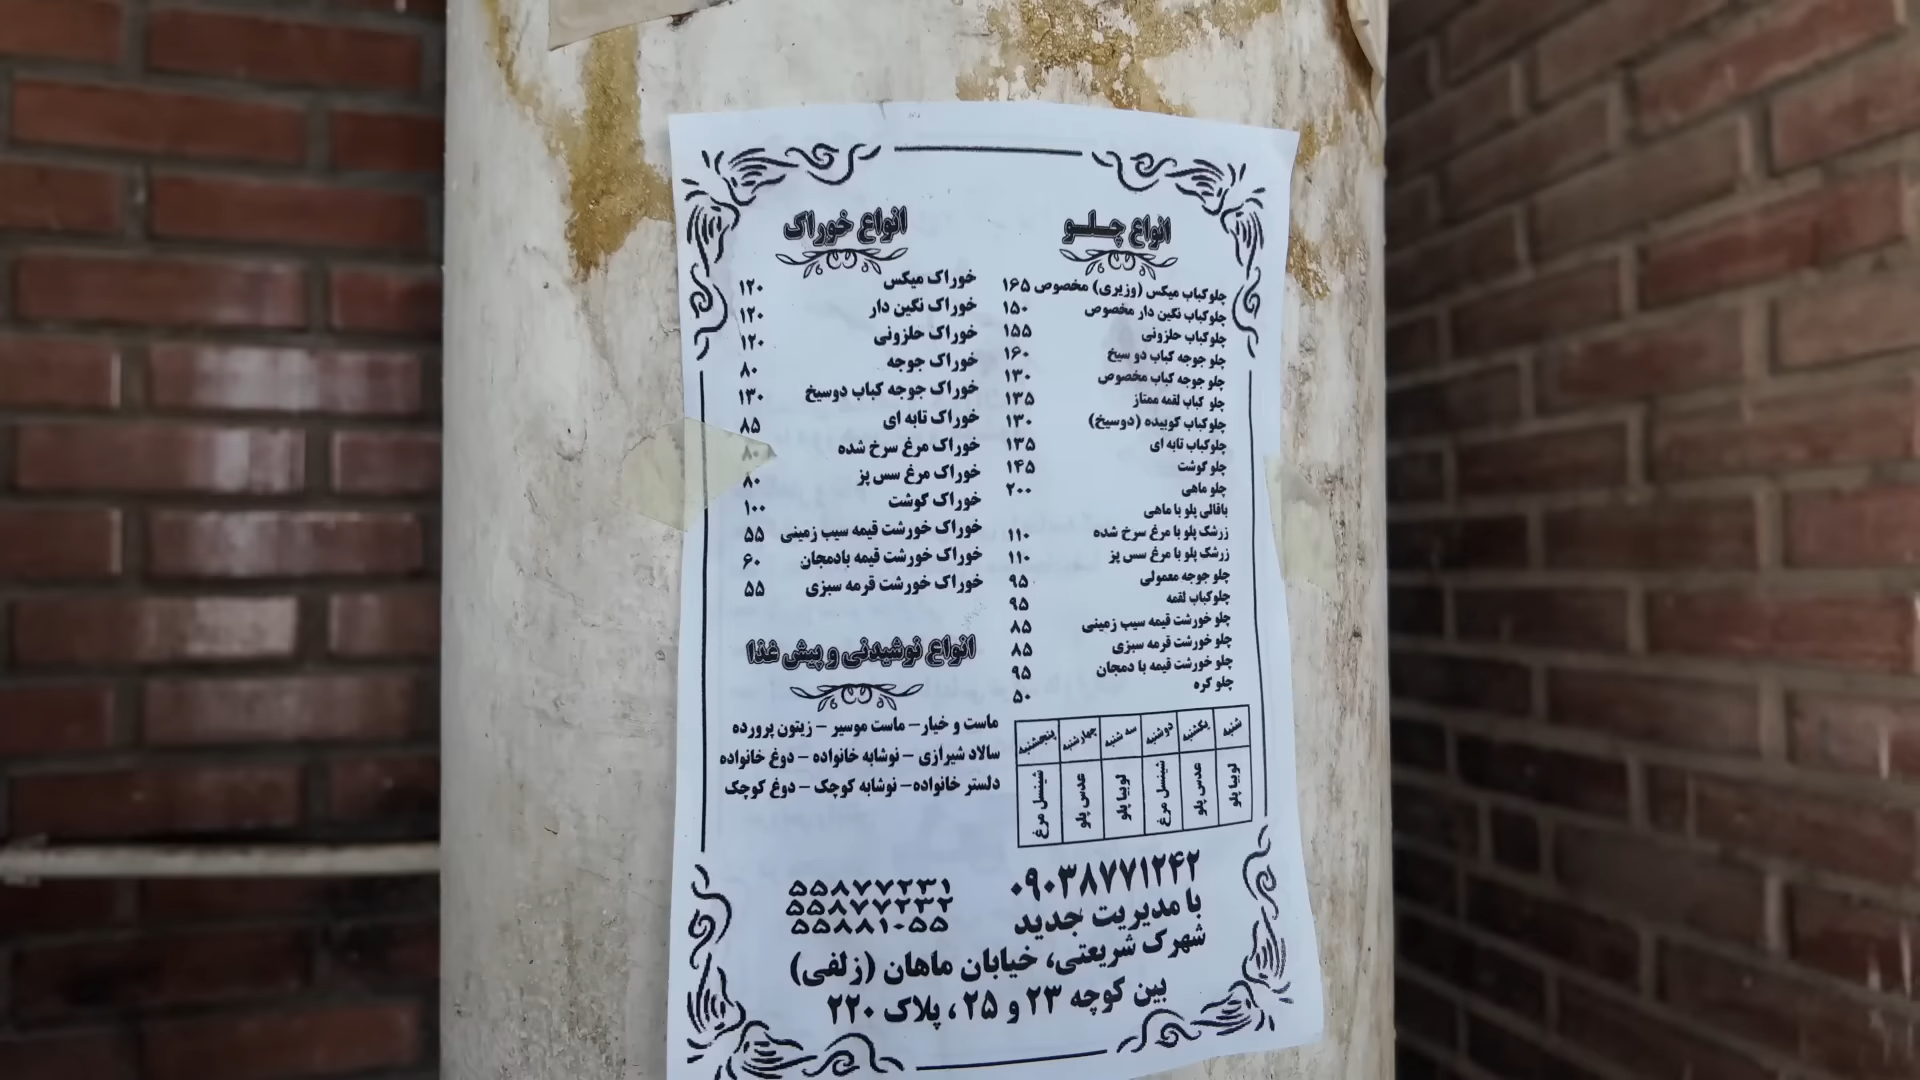 انواع چلو
چلوکباب میکس (وزیری) مخصوص ۱۶۵
چلوکباب نگین دار مخصوص ۱۵۰
چلوکباب حلزونی ۱۵۵
چلو جوجه کباب دو سیخ ۱۶۰
چلو جوجه کباب مخصوص ۱۳۰
چلو کباب لقمه ممتاز ۱۳۵
چلوکباب کوبیده (دوسیخ) ۱۳۰
چلوکباب تابه ای ۱۳۵
چلو گوشت ۱۴۵
چلو ماهی ۲۰۰
باقالی پلو با ماهی
زرشک پلو با مرغ سرخ شده ۱۱۰
زرشک پلو با مرغ سس پز ۱۱۰
چلو جوجه معمولی ۹۵
چلوکباب لقمه ۹۵
چلو خورشت قیمه سیب زمینی ۸۵
چلو خورشت قرمه سبزی ۸۵
چلو خورشت قیمه با دمجان ۹۵
چلو کره ۵۰
انواع خوراک
خوراک میکس ۱۲۰
خوراک نگین دار ۱۲۰
خوراک حلزونی ۱۲۰
خوراک جوجه ۸۰
خوراک جوجه کباب دوسیخ ۱۳۰
خوراک تابه ای ۸۵
خوراک مرغ سرخ شده ۸۰
خوراک مرغ سس پز ۸۰
خوراک گوشت ۱۰۰
خوراک خورشت قیمه سیب زمینی ۵۵
خوراک خورشت قیمه بادمجان ۶۰
خوراک خورشت قرمه سبزی ۵۵
انواع نوشیدنی و پیش غذا
ماست و خیار – ماست موسیر – زیتون پرورده
سالاد شیرازی – نوشابه خانواده – دوغ خانواده
دلستر خانواده – نوشابه کوچک – دوغ کوچک
شنبه یکشنبه دوشنبه سه شنبه چهارشنبه پنجشنبه
لوبیا پلو عدس پلو شینسل مرغ لوبیا پلو عدس پلو شینسل مرغ
۰۹۰۳۸۷۷۱۲۴۲
با مدیریت جدید
۵۵۸۷۷۲۳۱
۵۵۸۷۷۲۳۲
۵۵۸۸۱۰۵۵
شهرک شریعتی، خیابان ماهان (زلفی)
بین کوچه ۲۳ و ۲۵ ، پلاک ۲۲۰